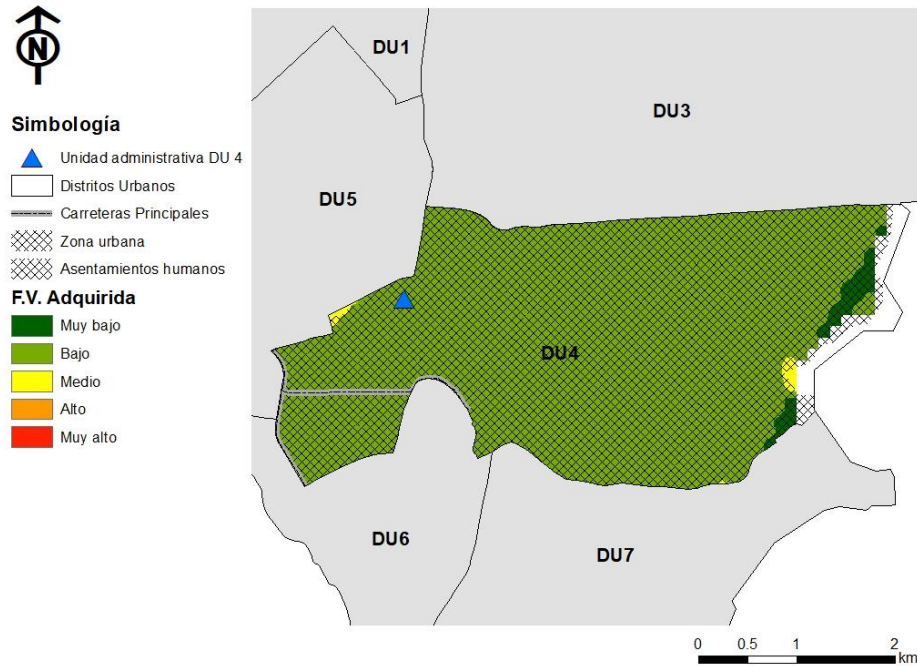 N
Simbología
Unidad administrativa DU 4
Distritos Urbanos
Carreteras Principales
Zona urbana
Asentamientos humanos
F.V. Adquirida
Muy bajo
Bajo
Medio
Alto
Muy alto
DU1
DU3
DU5
DU4
DU6
DU7
0 0.5 1 2
km